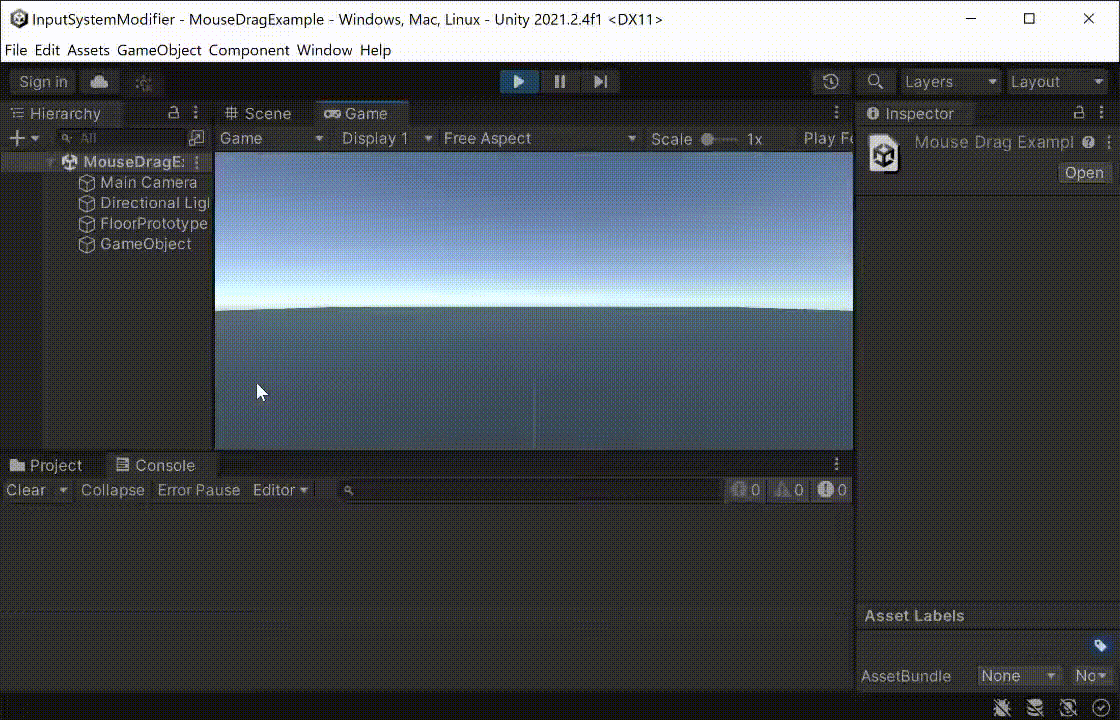 InputSystemModifier - MouseDragExample - Windows, Mac, Linux - Unity 2021.2.4f1 <DX11>
File Edit Assets GameObject Component Window Help
Sign in
Layers
Layout
Hierarchy
Scene
Game
Inspector
All
Game
Display 1
Free Aspect
Scale
1x
Play Fo
Mouse Drag Exampl
Open
MouseDragE:
Main Camera
Directional Ligl
FloorPrototype
GameObject
Project
Console
Clear
Collapse
Error Pause
Editor
0
0
0
Asset Labels
AssetBundle
None
No